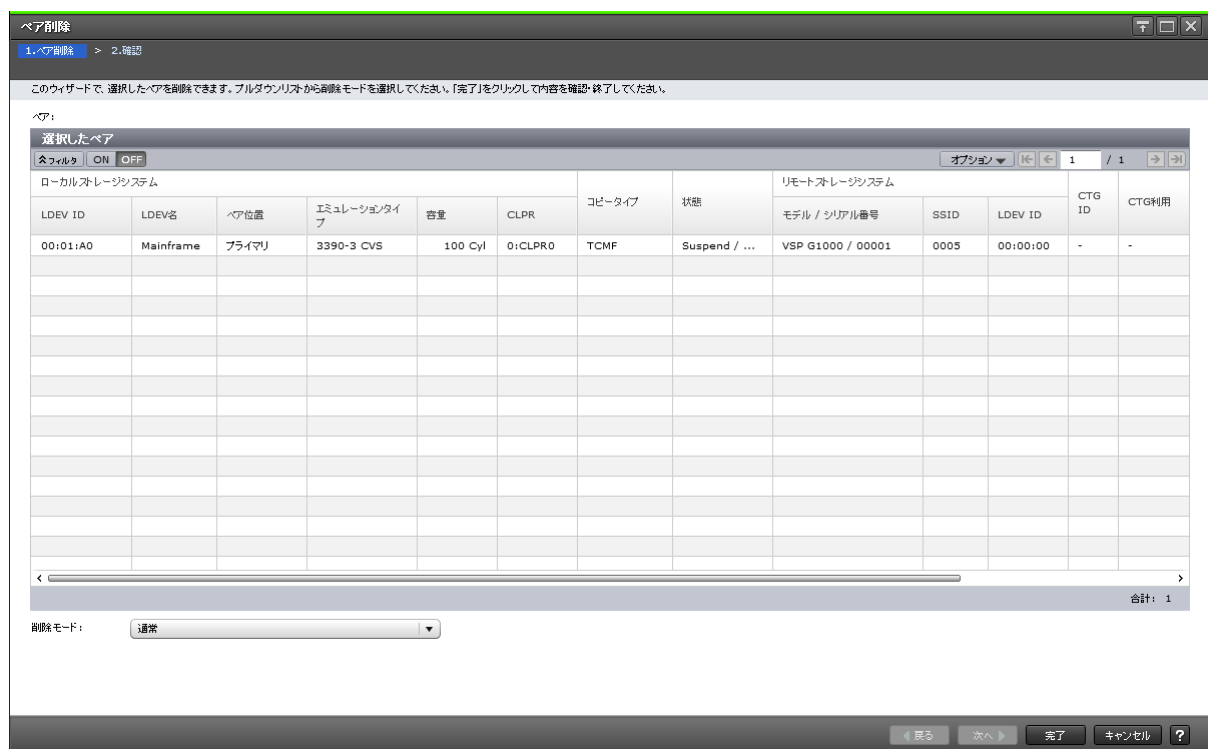 ペア削除
1.ペア削除 > 2.確認
このウィザードで、選択したペアを削除できます。プルダウンリストから削除モードを選択してください。「完了」をクリックして内容を確認・終了してください。
ペア:
選択したペア
フィルタ ON OFF オプション 1 / 1
ローカルストレージシステム コピータイプ 状態 リモートストレージシステム CTG ID CTG利用
LDEV ID LDEV名 ペア位置 エミュレーションタイプ 容量 CLPR モデル / シリアル番号 SSID LDEV ID
00:01:A0 Mainframe プライマリ 3390-3 CVS 100 Cyl 0:CLPR0 TCMF Suspend / ... VSP G1000 / 00001 0005 00:00:00 - -
合計: 1
削除モード: 通常
戻る 次へ 完了 キャンセル ?